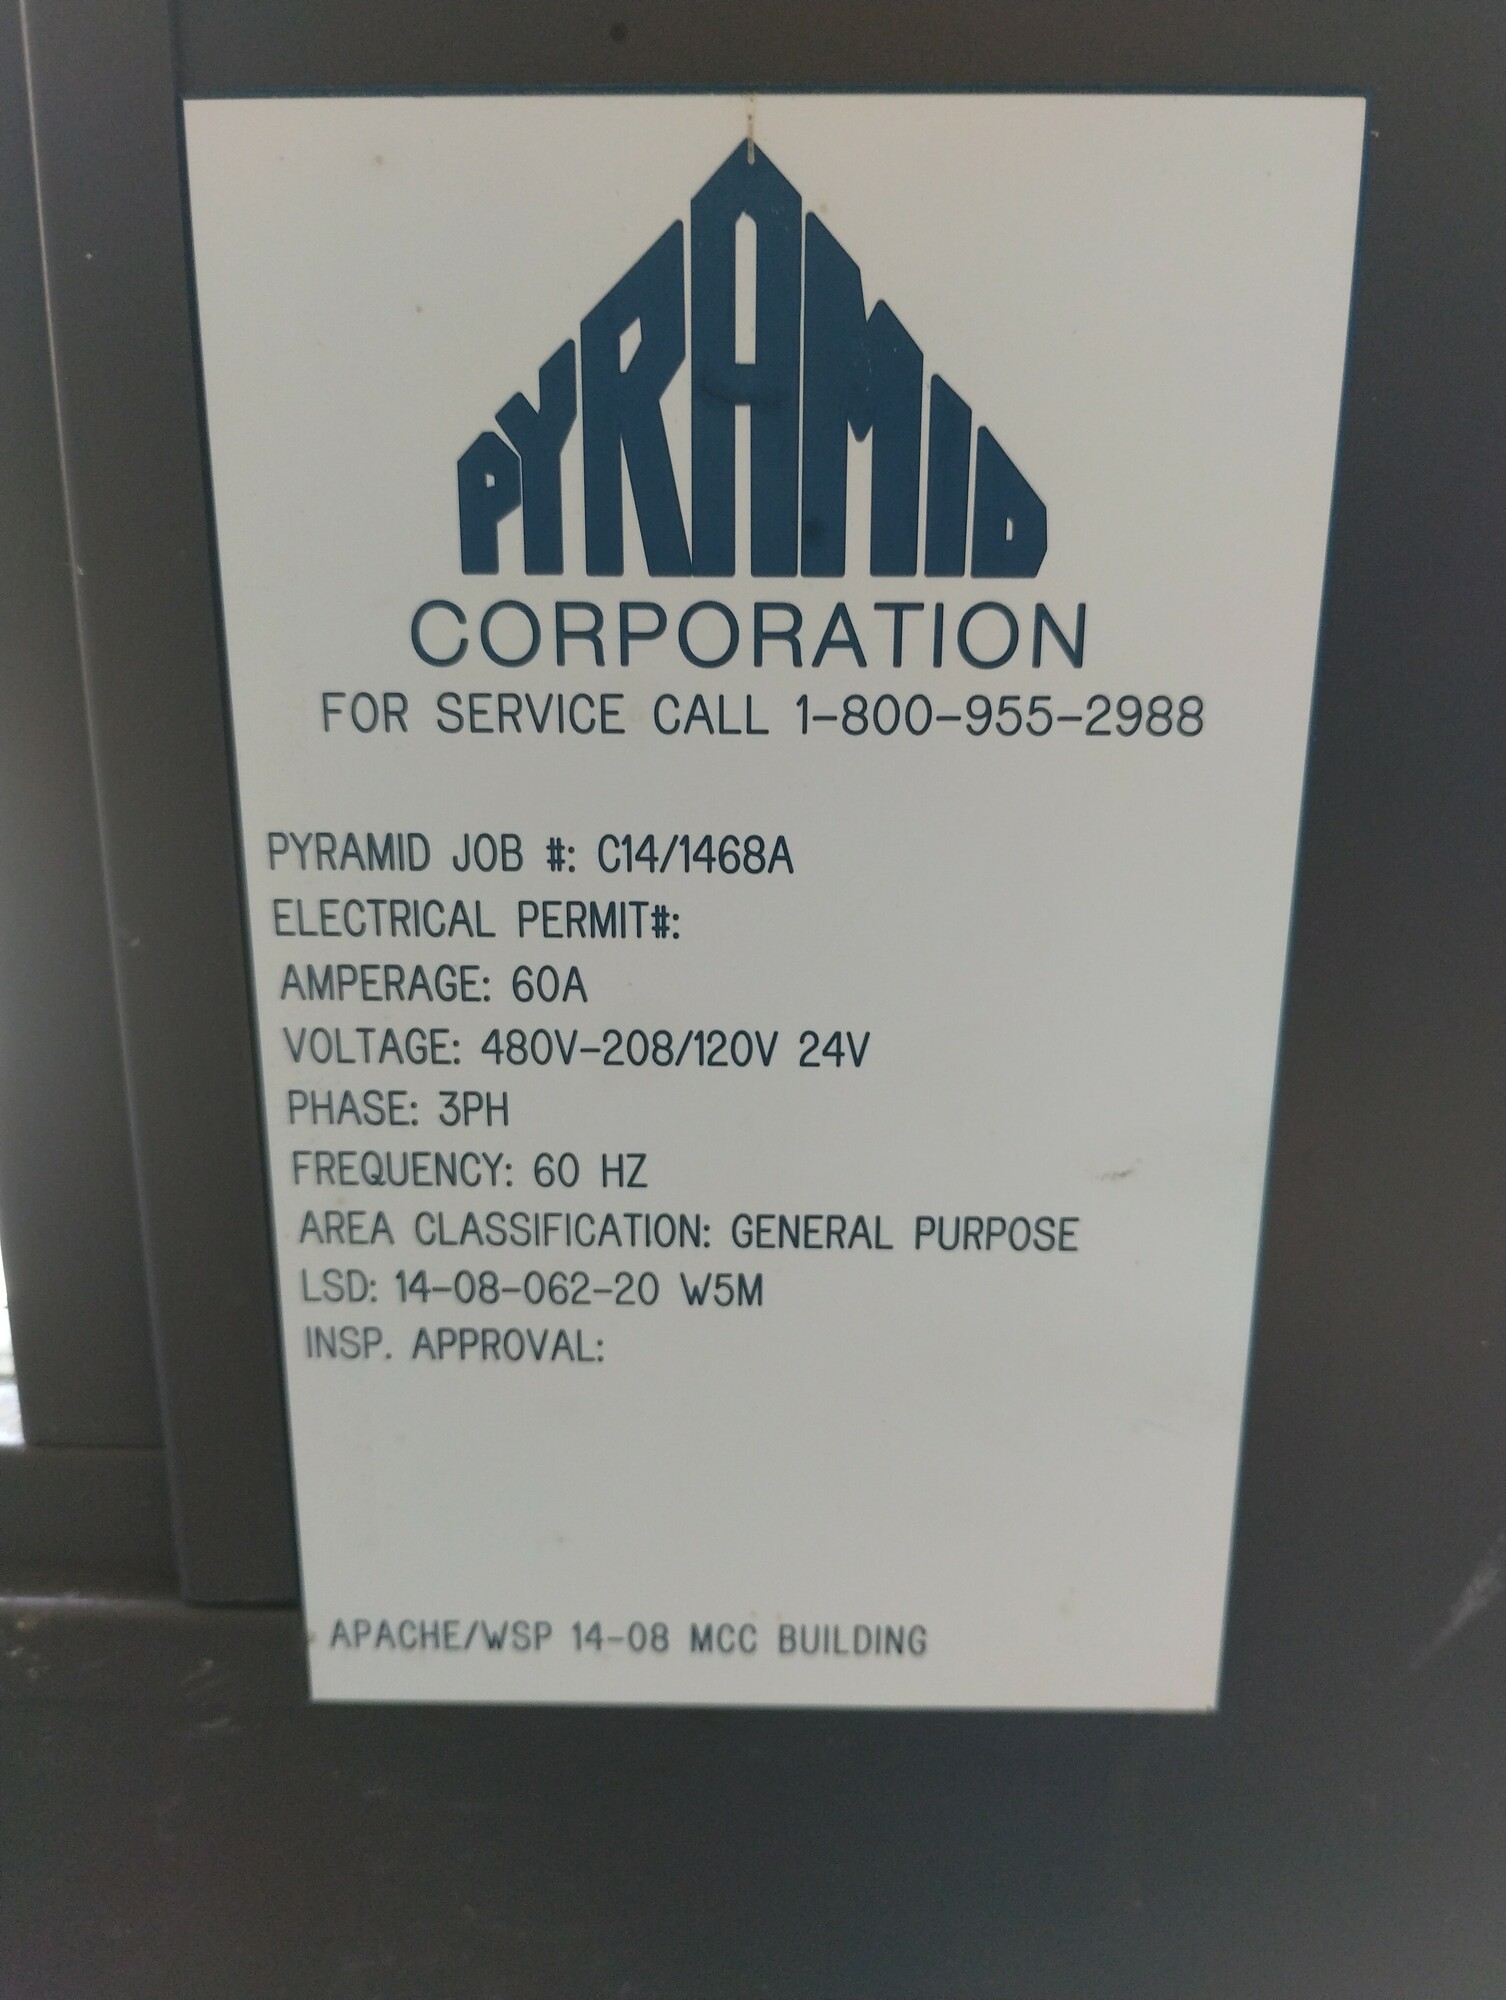 PYRAMID
CORPORATION
FOR SERVICE CALL 1-800-955-2988
PYRAMID JOB #: C14/1468A
ELECTRICAL PERMIT#:
AMPERAGE: 60A
VOLTAGE: 480V-208/120V 24V
PHASE: 3PH
FREQUENCY: 60 HZ
AREA CLASSIFICATION: GENERAL PURPOSE
LSD: 14-08-062-20 W5M
INSP. APPROVAL:
APACHE/WSP 14-08 MCC BUILDING